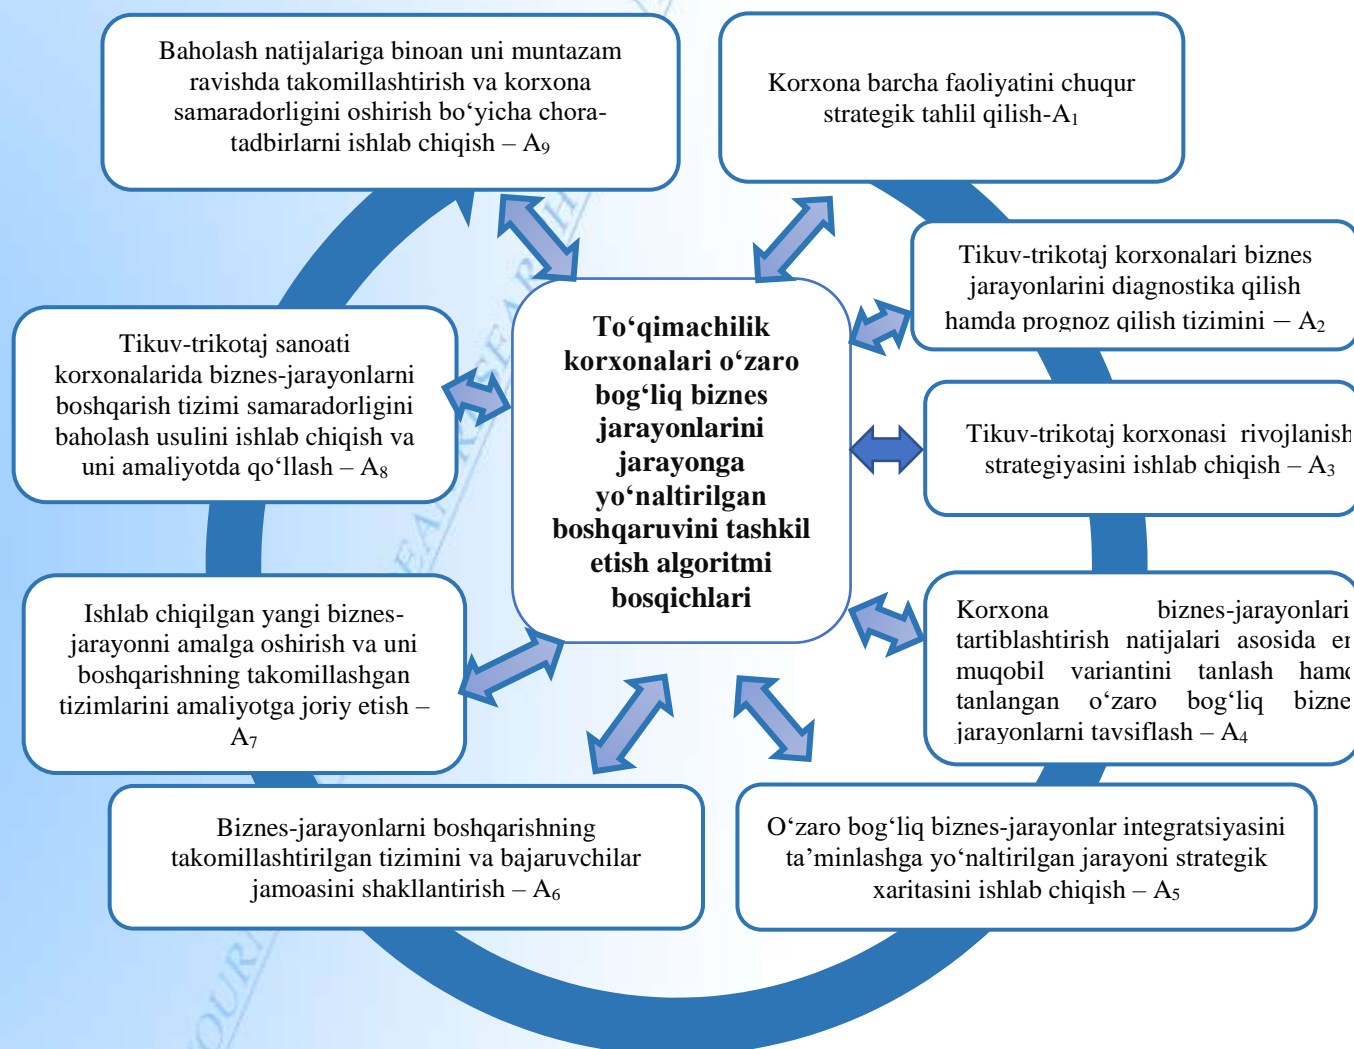 Baholash natijalariga binoan uni muntazam
ravishda takomillashtirish va korxona
samaradorligini oshirish bo‘yicha chora-
tadbirlarni ishlab chiqish – A₉
Korxona barcha faoliyatini chuqur
strategik tahlil qilish-A₁
Tikuv-trikotaj korxonalari biznes
jarayonlarini diagnostika qilish
hamda prognoz qilish tizimini – A₂
Tikuv-trikotaj korxonasi rivojlanish
strategiyasini ishlab chiqish – A₃
Korxona biznes-jarayonlari
tartiblashtirish natijalari asosida
muqobil variantini tanlash
tanlangan o‘zaro bog‘liq
jarayonlarni tavsiflash – A₄
O‘zaro bog‘liq biznes-jarayonlar integratsiyasini
ta’minlashga yo‘naltirilgan jarayoni strategik
xaritasini ishlab chiqish – A₅
Biznes-jarayonlarni boshqarishning
takomillashtirilgan tizimini va bajaruvchilar
jamoasini shakllantirish – A₆
Ishlab chiqilgan yangi biznes-
jarayonni amalga oshirish va uni
boshqarishning takomillashgan
tizimlarini amaliyotga joriy etish –
A₇
Tikuv-trikotaj sanoati
korxonalarida biznes-jarayonlarni
boshqarish tizimi samaradorligini
baholash usulini ishlab chiqish va
uni amaliyotda qo‘llash – A₈
To‘qimachilik
korxonalari o‘zaro
bog‘liq biznes
jarayonlarini
jarayonga
yo‘naltirilgan
boshqaruvini tashkil
etish algoritmi
bosqichlari